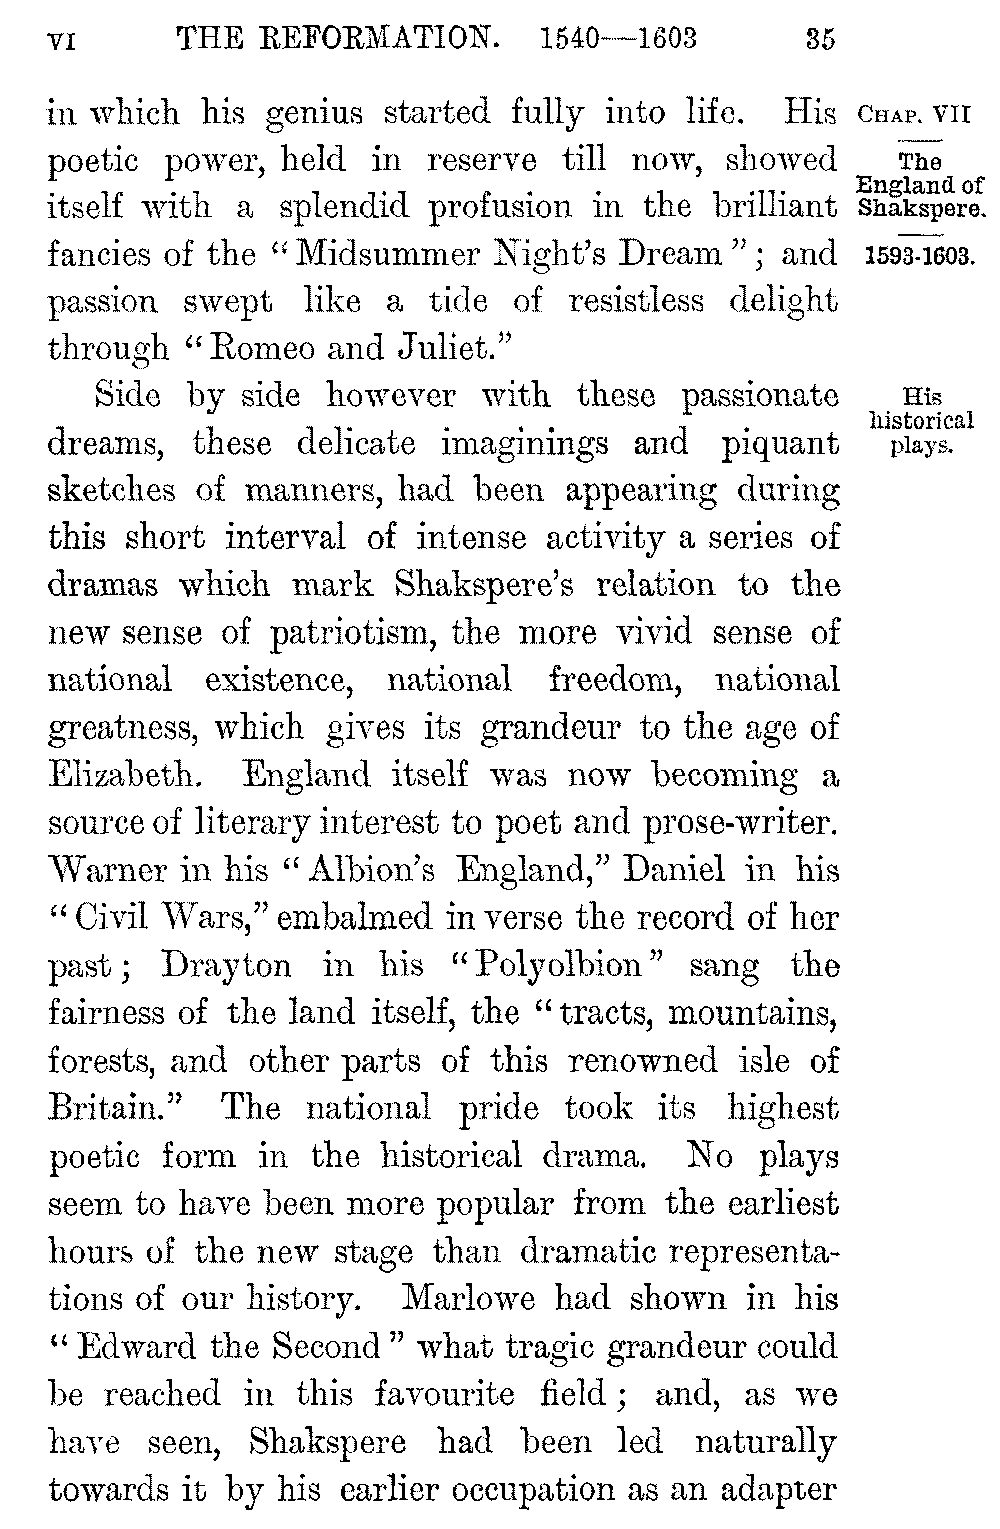 VI THE REFORMATION. 1540—1603 35
in which his genius started fully into life. His
poetic power, held in reserve till now, showed
itself with a splendid profusion in the brilliant
fancies of the “Midsummer Night's Dream”; and
passion swept like a tide of resistless delight
through “Romeo and Juliet.”
CHAP. VII
The
England of
Shakspere.
1593-1603.
Side by side however with these passionate
dreams, these delicate imaginings and piquant
sketches of manners, had been appearing during
this short interval of intense activity a series of
dramas which mark Shakspere's relation to the
new sense of patriotism, the more vivid sense of
national existence, national freedom, national
greatness, which gives its grandeur to the age of
Elizabeth. England itself was now becoming a
source of literary interest to poet and prose-writer.
Warner in his “Albion's England,” Daniel in his
“Civil Wars,” embalmed in verse the record of her
past; Drayton in his “Polyolbion” sang the
fairness of the land itself, the “tracts, mountains,
forests, and other parts of this renowned isle of
Britain.” The national pride took its highest
poetic form in the historical drama. No plays
seem to have been more popular from the earliest
hours of the new stage than dramatic representa-
tions of our history. Marlowe had shown in his
“Edward the Second” what tragic grandeur could
be reached in this favourite field; and, as we
have seen, Shakspere had been led naturally
towards it by his earlier occupation as an adapter
His
historical
plays.